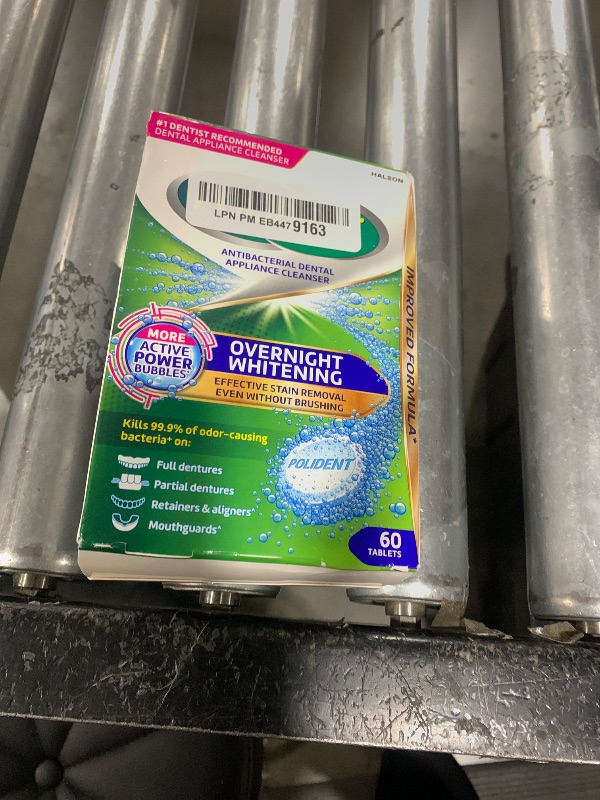 #1 DENTIST RECOMMENDED
DENTAL APPLIANCE CLEANSER
HALEON
LPN PM EB447 9163
ANTIBACTERIAL DENTAL
APPLIANCE CLEANSER
IMPROVED FORMULA*
MORE
ACTIVE
POWER
BUBBLES*
OVERNIGHT
WHITENING
EFFECTIVE STAIN REMOVAL
EVEN WITHOUT BRUSHING
Kills 99.9% of odor-causing
bacteria+ on:
Full dentures
Partial dentures
Retainers & aligners^
Mouthguards^
POLIDENT
60
TABLETS